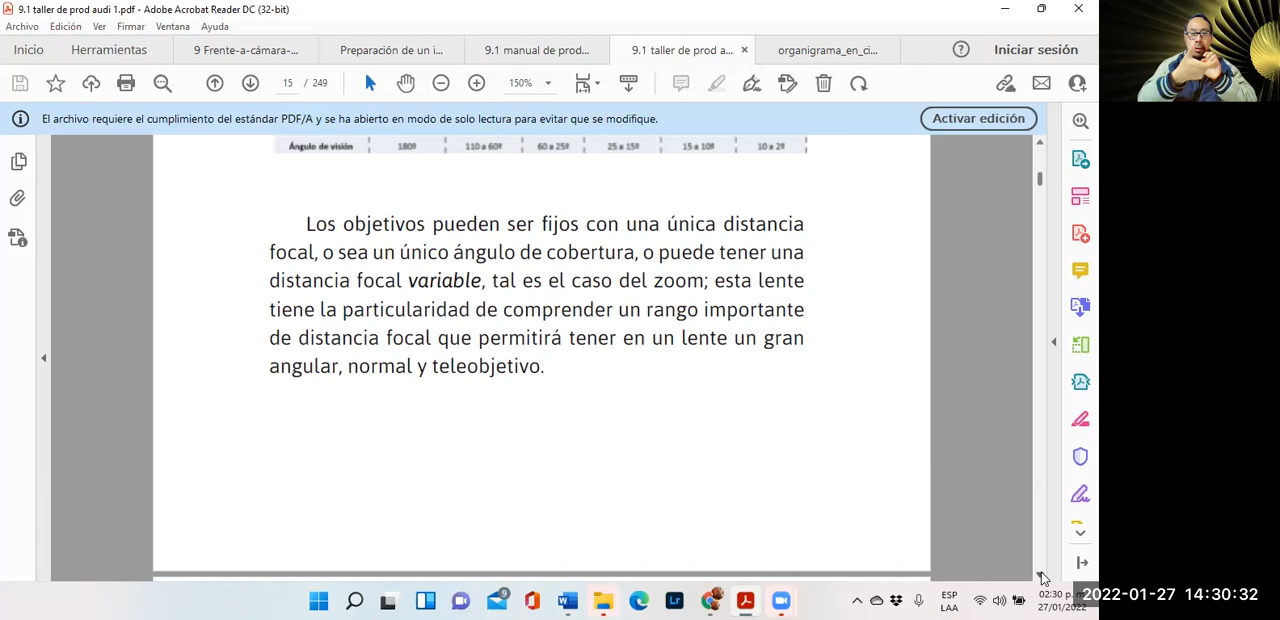 9.1 taller de prod audi 1.pdf - Adobe Acrobat Reader DC (32-bit)
Archivo Edición Ver Firmar Ventana Ayuda
Inicio Herramientas 9 Frente-a-cámara-... Preparación de un i... 9.1 manual de prod... 9.1 taller de prod a... × organigrama_en_ci... Iniciar sesión
15 / 249 150%
El archivo requiere el cumplimiento del estándar PDF/A y se ha abierto en modo de solo lectura para evitar que se modifique. Activar edición
Ángulo de visión 180º 110 a 60º 60 a 25º 25 a 15º 15 a 10º 10 a 2º
Los objetivos pueden ser fijos con una única distancia
focal, o sea un único ángulo de cobertura, o puede tener una
distancia focal variable, tal es el caso del zoom; esta lente
tiene la particularidad de comprender un rango importante
de distancia focal que permitirá tener en un lente un gran
angular, normal y teleobjetivo.
9
ESP
LAA
02:30 p. m.
27/01/2022
2022-01-27 14:30:32